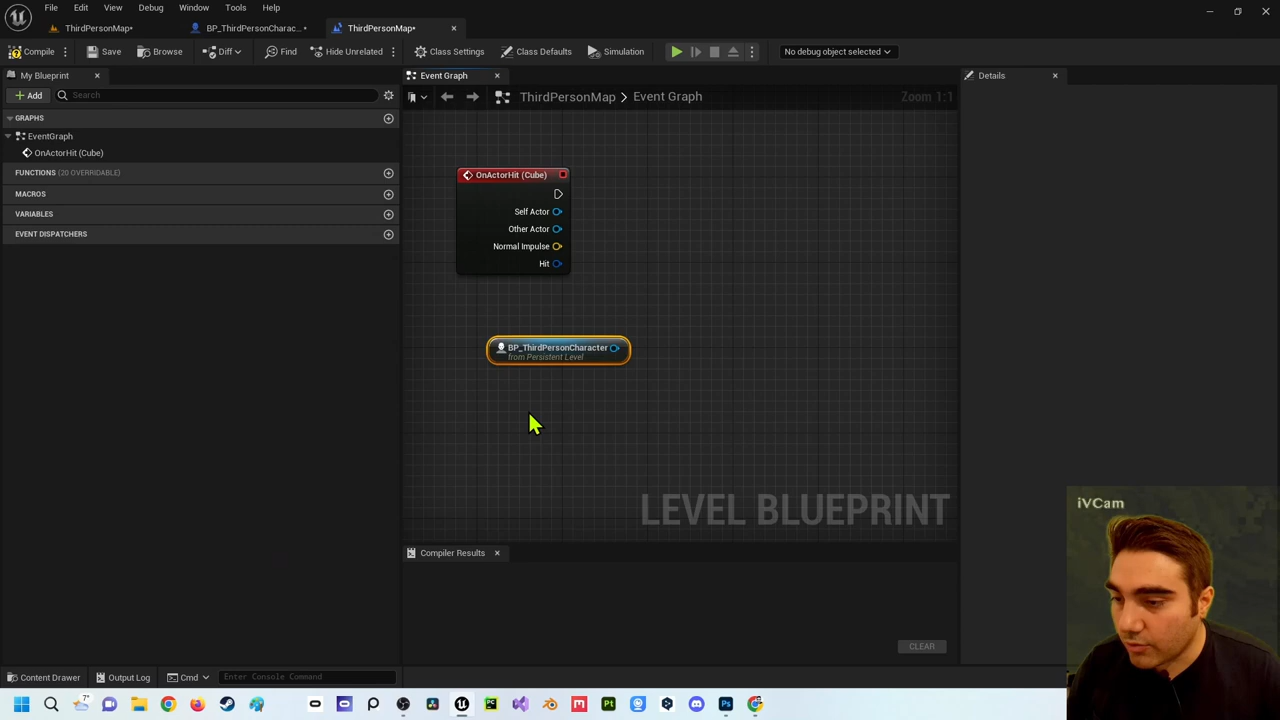 File Edit View Debug Window Tools Help
ThirdPersonMap• BP_ThirdPersonCharac...• ThirdPersonMap•
Compile Save Browse Diff Find Hide Unrelated Class Settings Class Defaults Simulation No debug object selected
My Blueprint Event Graph Details
Add Search ThirdPersonMap > Event Graph Zoom 1:1
GRAPHS
EventGraph
OnActorHit (Cube)
FUNCTIONS (20 OVERRIDABLE)
MACROS
VARIABLES
EVENT DISPATCHERS
OnActorHit (Cube)
Self Actor
Other Actor
Normal Impulse
Hit
BP_ThirdPersonCharacter
from Persistent Level
LEVEL BLUEPRINT
iVCam
Compiler Results
CLEAR
Content Drawer Output Log Cmd Enter Console Command
7°